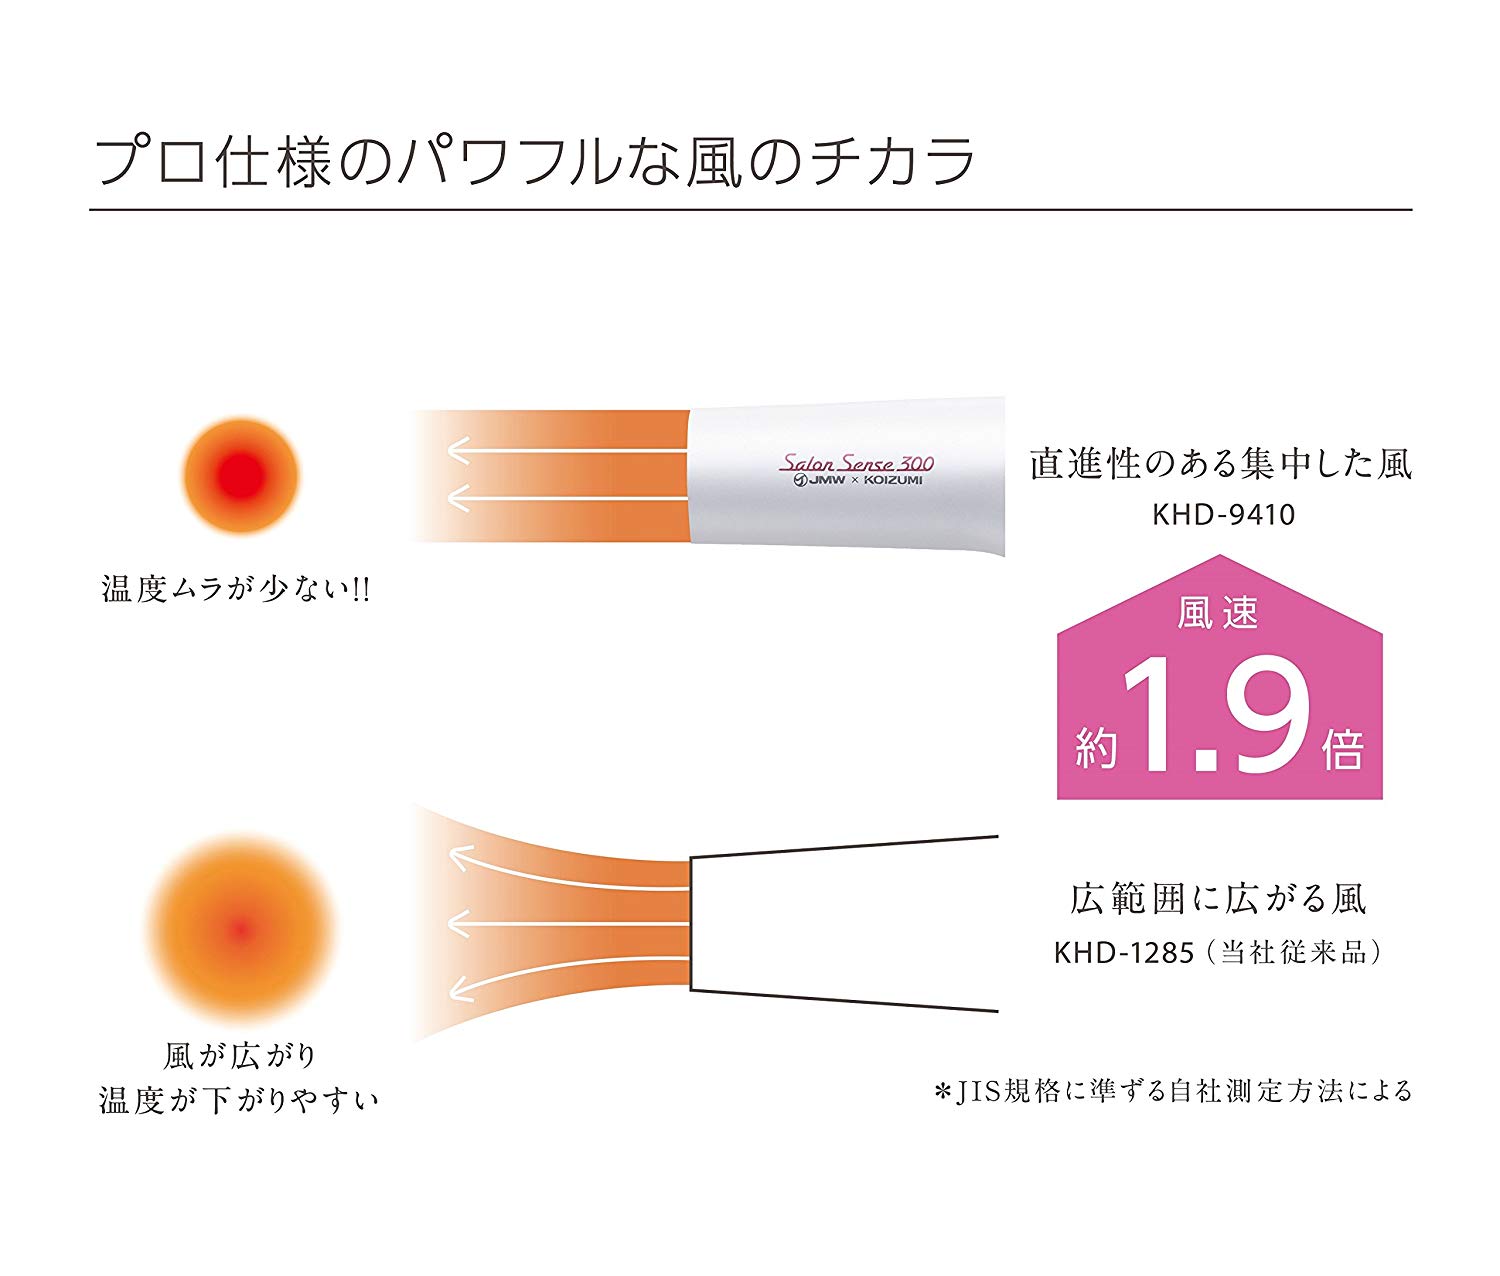 プロ仕様のパワフルな風のチカラ
Salon Sense 300
JMW × KOIZUMI
直進性のある集中した風
KHD-9410
温度ムラが少ない!!
風速
約1.9倍
広範囲に広がる風
KHD-1285（当社従来品）
風が広がり
温度が下がりやすい
＊JIS規格に準ずる自社測定方法による